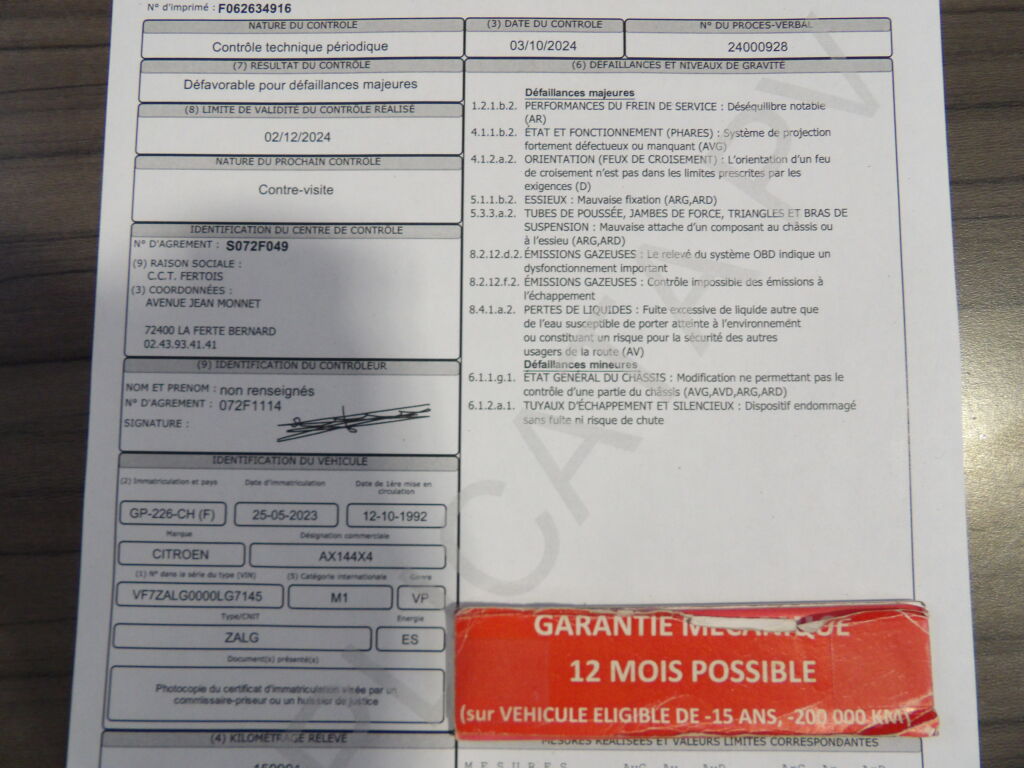 N° d'imprimé : F062634916
NATURE DU CONTRÔLE
Contrôle technique périodique
(3) DATE DU CONTROLE
03/10/2024
N° DU PROCES-VERBAL
24000928
(7) RÉSULTAT DU CONTRÔLE
Défavorable pour défaillances majeures
(8) LIMITE DE VALIDITÉ DU CONTRÔLE RÉALISÉ
02/12/2024
NATURE DU PROCHAIN CONTRÔLE
Contre-visite
IDENTIFICATION DU CENTRE DE CONTRÔLE
N° D'AGREMENT : S072F049
(9) RAISON SOCIALE :
C.C.T. FERTOIS
(3) COORDONNÉES :
AVENUE JEAN MONNET
72400 LA FERTE BERNARD
02.43.93.41.41
(9) IDENTIFICATION DU CONTRÔLEUR
NOM ET PRENOM : non renseignés
N° D'AGREMENT : 072F1114
SIGNATURE :
IDENTIFICATION DU VÉHICULE
(2) Immatriculation et pays
Date d'immatriculation
Date de 1ère mise en
circulation
GP-226-CH (F)
25-05-2023
12-10-1992
Marque
Désignation commerciale
CITROEN
AX144X4
(1) N° dans la série du type (VIN)
(5) Catégorie internationale
Genre
VF7ZALG0000LG7145
M1
VP
Type/CNIT
Energie
ZALG
ES
Document(s) présenté(s)
Photocopie du certificat d'immatriculation visée par un
commissaire-priseur ou un huissier de justice
(4) KILOMÉTRAGE RELEVÉ
(6) DÉFAILLANCES ET NIVEAUX DE GRAVITÉ
Défaillances majeures
1.2.1.b.2. PERFORMANCES DU FREIN DE SERVICE : Déséquilibre notable
(AR)
4.1.1.b.2. ÉTAT ET FONCTIONNEMENT (PHARES) : Système de projection
fortement défectueux ou manquant (AVG)
4.1.2.a.2. ORIENTATION (FEUX DE CROISEMENT) : L'orientation d'un feu
de croisement n'est pas dans les limites prescrites par les
exigences (D)
5.1.1.b.2. ESSIEUX : Mauvaise fixation (ARG,ARD)
5.3.3.a.2. TUBES DE POUSSÉE, JAMBES DE FORCE, TRIANGLES ET BRAS DE
SUSPENSION : Mauvaise attache d'un composant au châssis ou
à l'essieu (ARG,ARD)
8.2.12.d.2. ÉMISSIONS GAZEUSES : Le relevé du système OBD indique un
dysfonctionnement important
8.2.12.f.2. ÉMISSIONS GAZEUSES : Contrôle impossible des émissions à
l'échappement
8.4.1.a.2. PERTES DE LIQUIDES : Fuite excessive de liquide autre que
de l'eau susceptible de porter atteinte à l'environnement
ou constituant un risque pour la sécurité des autres
usagers de la route (AV)
Défaillances mineures
6.1.1.g.1. ÉTAT GÉNÉRAL DU CHÂSSIS : Modification ne permettant pas le
contrôle d'une partie du châssis (AVG,AVD,ARG,ARD)
6.1.2.a.1. TUYAUX D'ÉCHAPPEMENT ET SILENCIEUX : Dispositif endommagé
sans fuite ni risque de chute
GARANTIE MECANIQUE
12 MOIS POSSIBLE
(sur VEHICULE ELIGIBLE DE -15 ANS, -200 000 KM)
MESURES RÉALISÉES ET VALEURS LIMITES CORRESPONDANTES